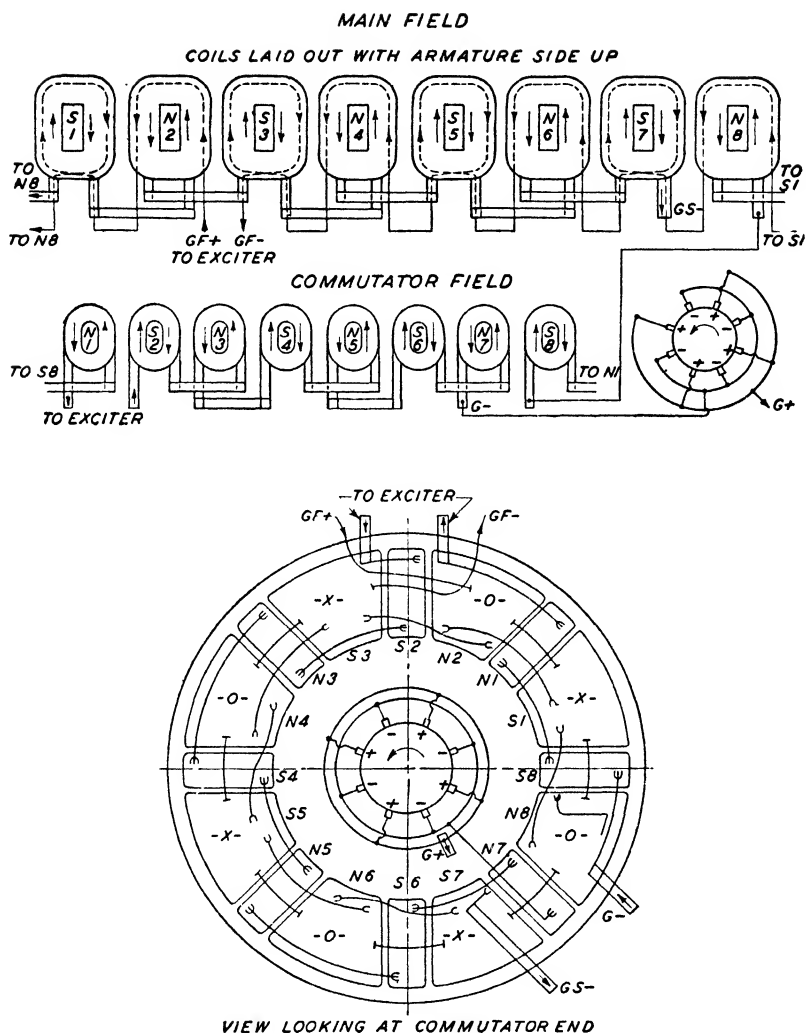 MAIN FIELD
COILS LAID OUT WITH ARMATURE SIDE UP
S 1
N 2
S 3
N 4
S 5
N 6
S 7
N 8
TO N8
TO S1
GS-
TO N8
GF+ GF-
TO EXCITER
TO S1
COMMUTATOR FIELD
N 1
S 2
N 3
S 4
N 5
S 6
N 7
S 8
- + - + - + - +
TO S8
TO N1
TO EXCITER
G-
G+
TO EXCITER
GF+
GF-
-X-
-O-
S3
S2
N2
N3
N1
-O-
-X-
N4
S1
- + - + - + - +
S4
S8
S5
N8
-X-
-O-
N5
G+
N7
N6
S6
S7
-O-
-X-
G-
GS-
VIEW LOOKING AT COMMUTATOR END